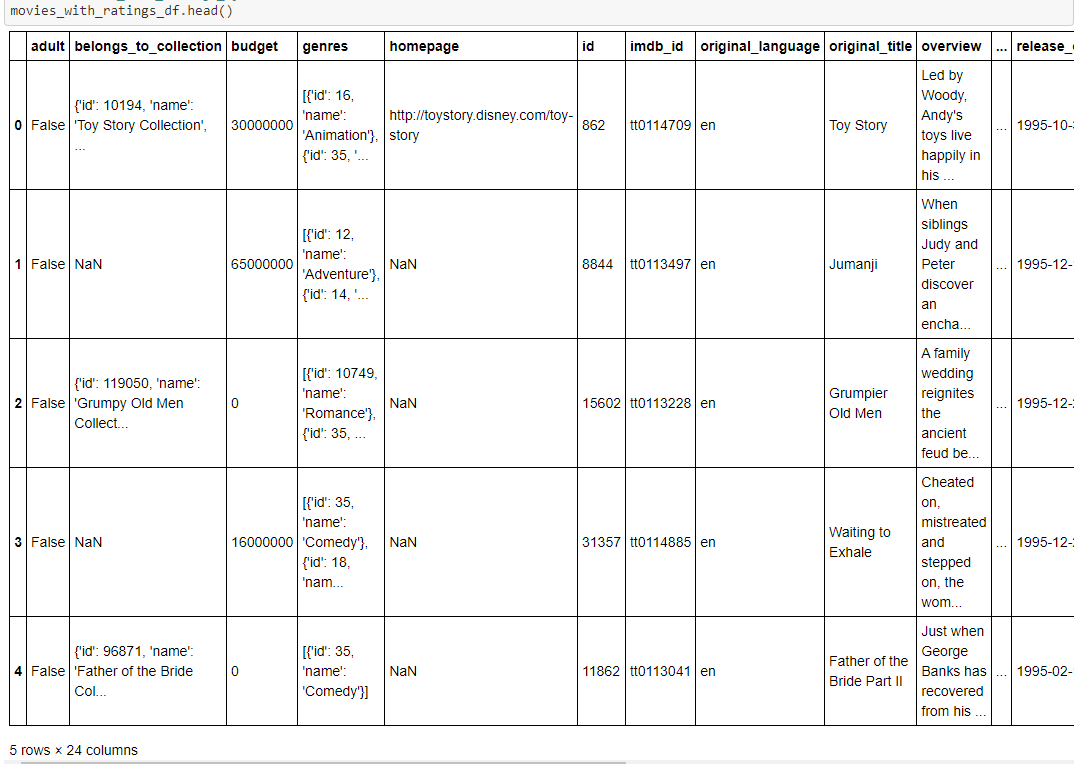 movies_with_ratings_df.head()
adult belongs_to_collection budget genres homepage id imdb_id original_language original_title overview ... release_
0 False {'id': 10194, 'name': 'Toy Story Collection', ... 30000000 [{'id': 16, 'name': 'Animation'}, {'id': 35, '... http://toystory.disney.com/toy-story 862 tt0114709 en Toy Story Led by Woody, Andy's toys live happily in his ... ... 1995-10-
1 False NaN 65000000 [{'id': 12, 'name': 'Adventure'}, {'id': 14, '... NaN 8844 tt0113497 en Jumanji When siblings Judy and Peter discover an encha... ... 1995-12-
2 False {'id': 119050, 'name': 'Grumpy Old Men Collect... 0 [{'id': 10749, 'name': 'Romance'}, {'id': 35, ... NaN 15602 tt0113228 en Grumpier Old Men A family wedding reignites the ancient feud be... ... 1995-12-
3 False NaN 16000000 [{'id': 35, 'name': 'Comedy'}, {'id': 18, 'nam... NaN 31357 tt0114885 en Waiting to Exhale Cheated on, mistreated and stepped on, the wom... ... 1995-12-
4 False {'id': 96871, 'name': 'Father of the Bride Col... 0 [{'id': 35, 'name': 'Comedy'}] NaN 11862 tt0113041 en Father of the Bride Part II Just when George Banks has recovered from his ... ... 1995-02-
5 rows × 24 columns